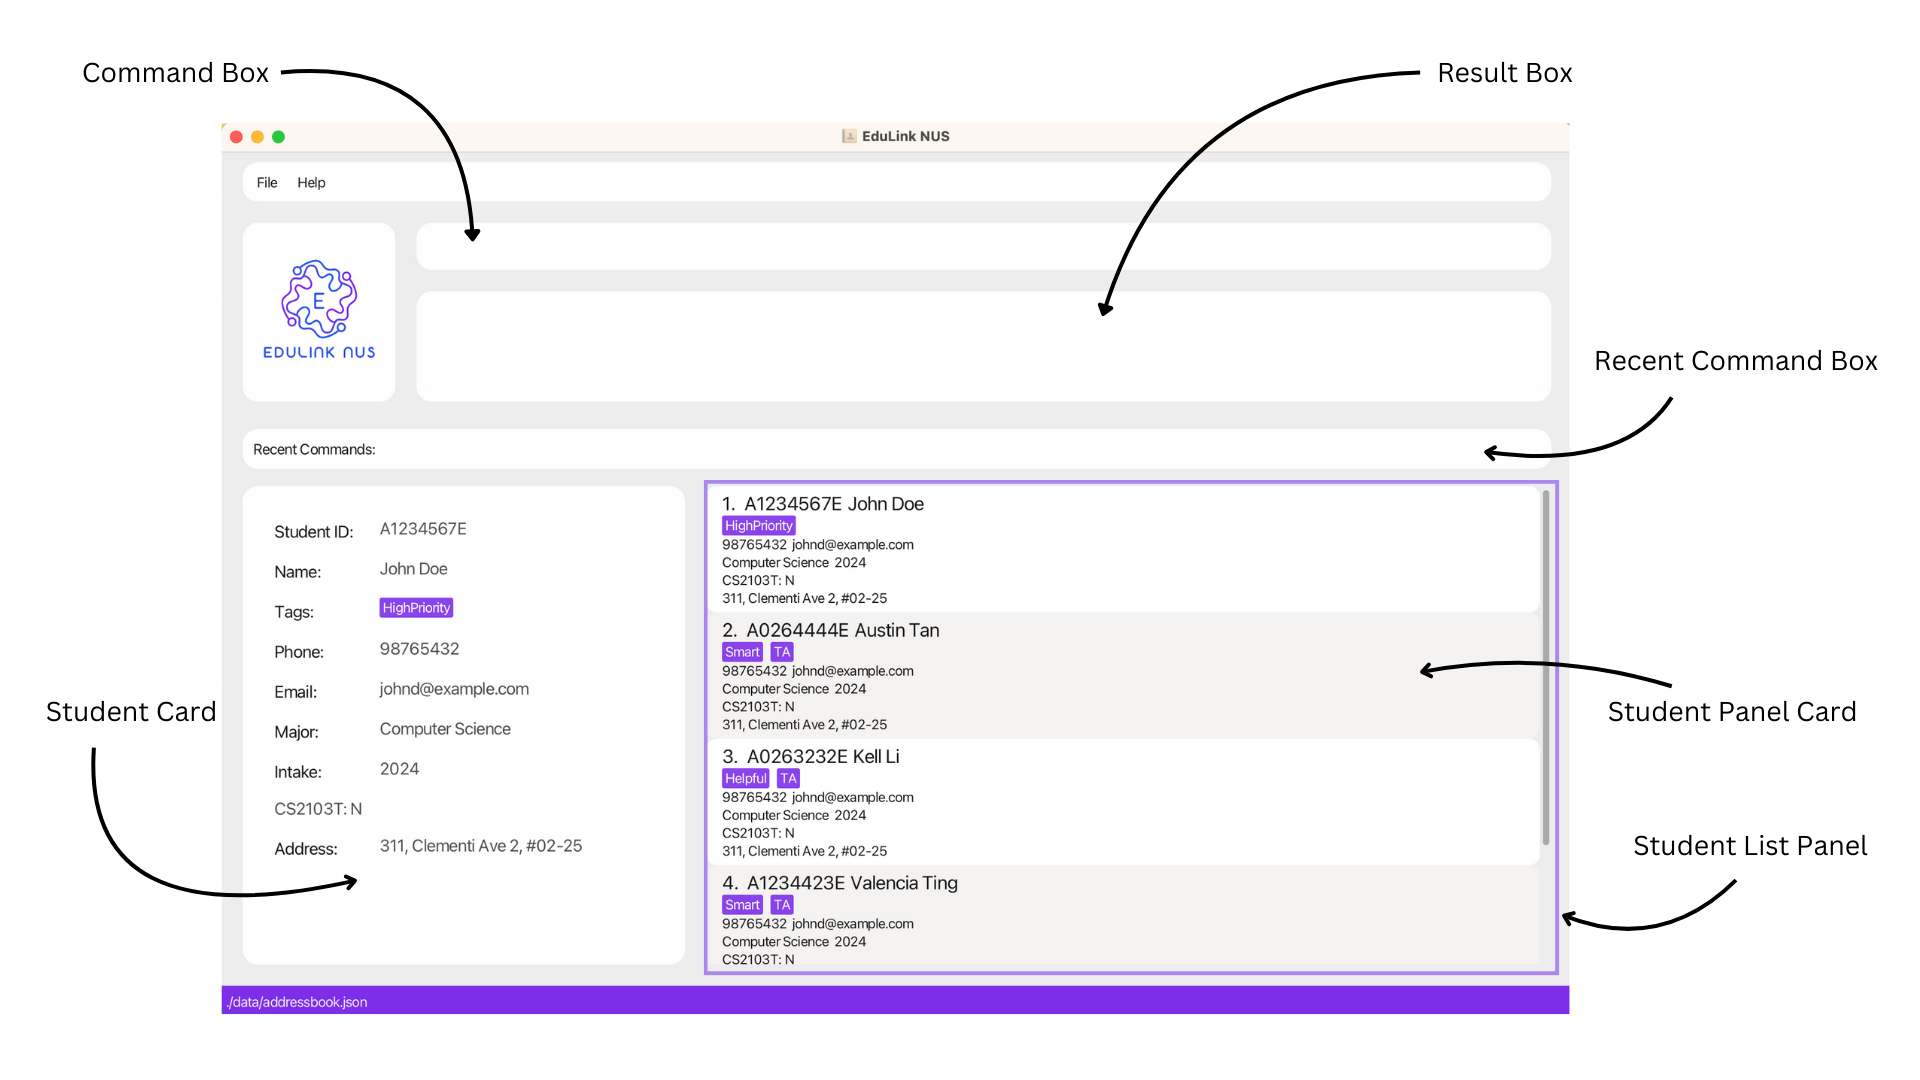 Command Box
Result Box
EduLink NUS
File Help
E
EDULINK NUS
Recent Command Box
Recent Commands:
Student ID: A1234567E
Name: John Doe
Tags: HighPriority
Phone: 98765432
Email: johnd@example.com
Major: Computer Science
Intake: 2024
CS2103T: N
Address: 311, Clementi Ave 2, #02-25
Student Card
1. A1234567E John Doe
HighPriority
98765432 johnd@example.com
Computer Science 2024
CS2103T: N
311, Clementi Ave 2, #02-25
2. A0264444E Austin Tan
Smart TA
98765432 johnd@example.com
Computer Science 2024
CS2103T: N
311, Clementi Ave 2, #02-25
3. A0263232E Kell Li
Helpful TA
98765432 johnd@example.com
Computer Science 2024
CS2103T: N
311, Clementi Ave 2, #02-25
4. A1234423E Valencia Ting
Smart TA
98765432 johnd@example.com
Computer Science 2024
CS2103T: N
Student Panel Card
Student List Panel
./data/addressbook.json